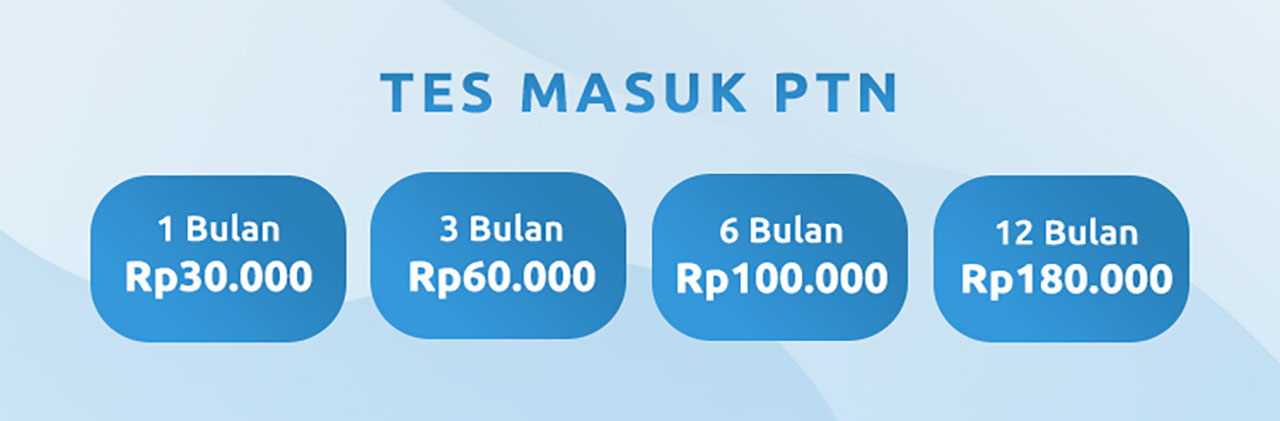 TES MASUK PTN
1 Bulan
Rp30.000
3 Bulan
Rp60.000
6 Bulan
Rp100.000
12 Bulan
Rp180.000